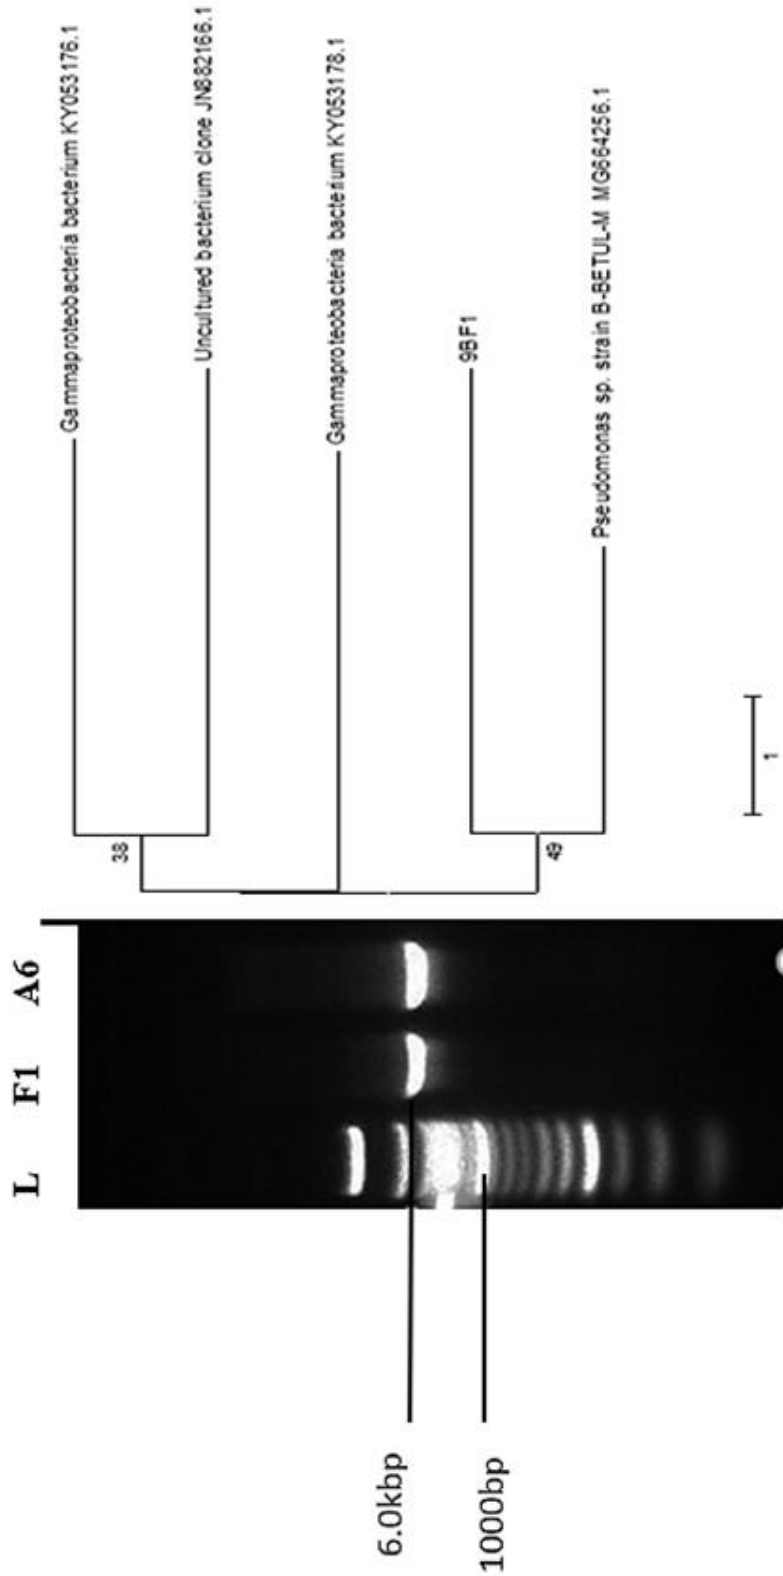 L F1 A6
6.0kbp
1000bp
Gammaproteobacteria bacterium KY053176.1
38
Uncultured bacterium clone JN882166.1
Gammaproteobacteria bacterium KY053178.1
9BF1
49
Pseudomonas sp. strain B-BETUL-M MG664256.1
1